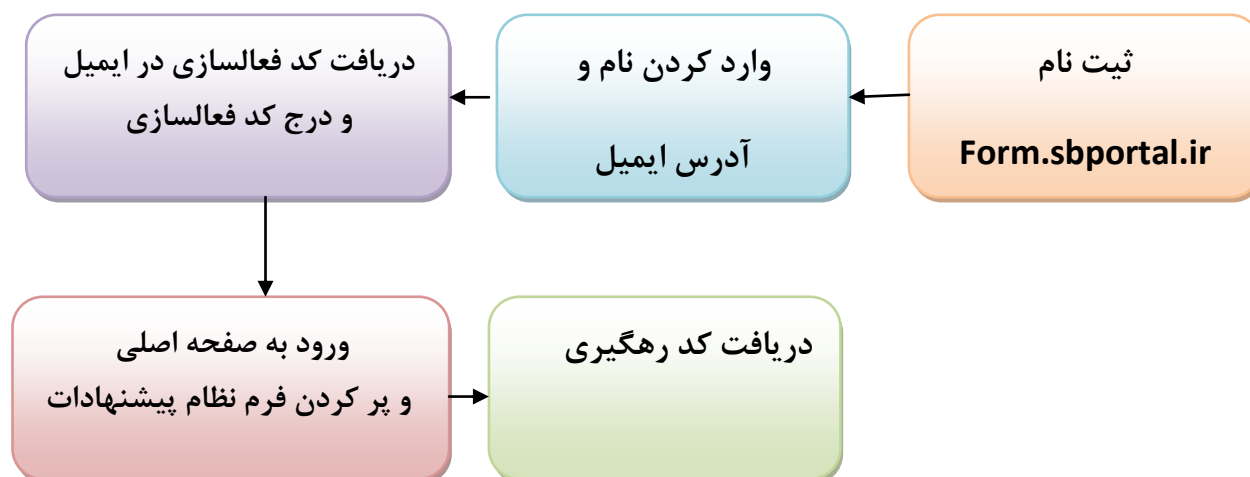 ثبت نام
Form.sbportal.ir
وارد کردن نام و
آدرس ایمیل
دریافت کد فعالسازی در ایمیل
و درج کد فعالسازی
ورود به صفحه اصلی
و پر کردن فرم نظام پیشنهادات
دریافت کد رهگیری